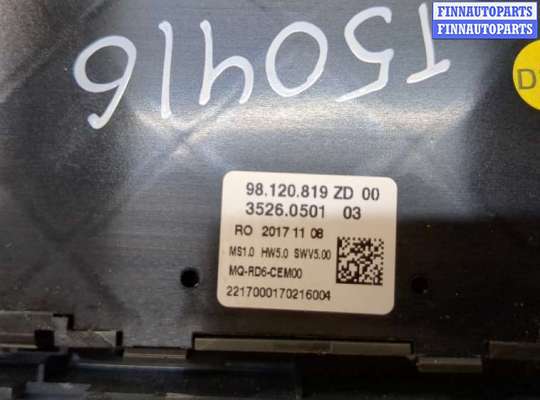 FINNAUTOPARTS
FINNAUTOPARTS
T50416
D
98.120.819 ZD 00
3526.0501 03
RO 2017 11 08
MS1.0 HW5.0 SWV5.00
MQ-RD6-CEM00
2217000170216004